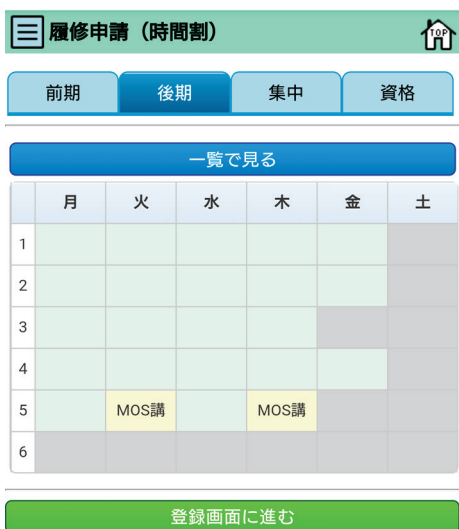 履修申請（時間割）
TOP
前期 後期 集中 資格
一覧で見る
月 火 水 木 金 土
1
2
3
4
5 MOS講 MOS講
6
登録画面に進む